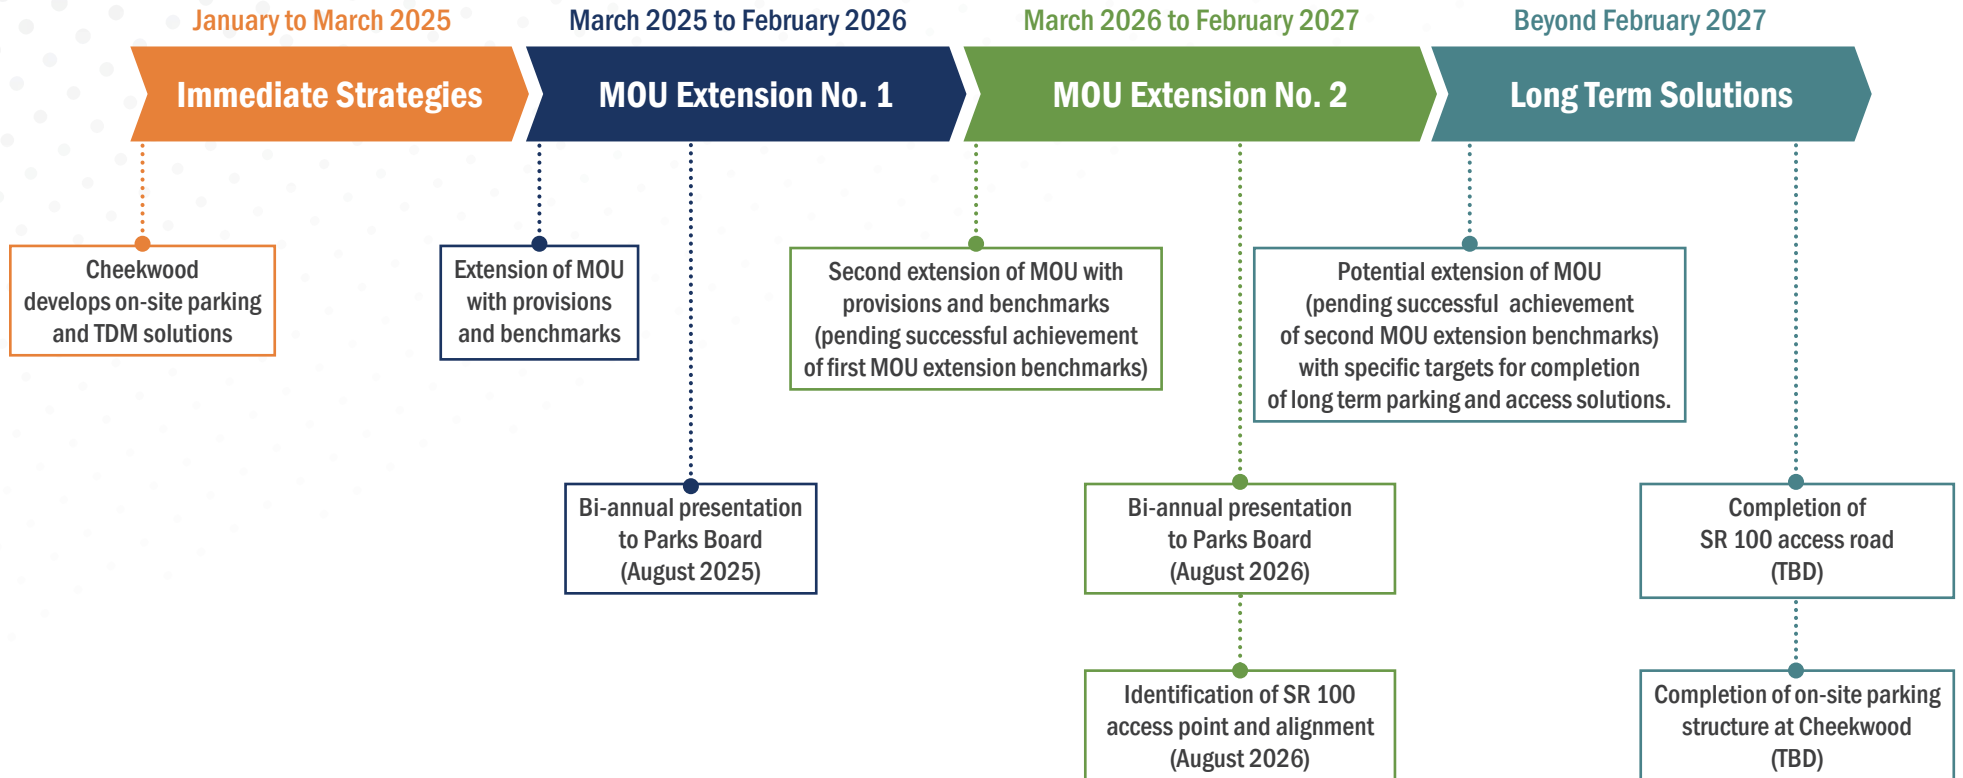 January to March 2025
March 2025 to February 2026
March 2026 to February 2027
Beyond February 2027
Immediate Strategies
MOU Extension No. 1
MOU Extension No. 2
Long Term Solutions
Cheekwood
develops on-site parking
and TDM solutions
Extension of MOU
with provisions
and benchmarks
Second extension of MOU with
provisions and benchmarks
(pending successful achievement
of first MOU extension benchmarks)
Potential extension of MOU
(pending successful achievement
of second MOU extension benchmarks)
with specific targets for completion
of long term parking and access solutions.
Bi-annual presentation
to Parks Board
(August 2025)
Bi-annual presentation
to Parks Board
(August 2026)
Completion of
SR 100 access road
(TBD)
Identification of SR 100
access point and alignment
(August 2026)
Completion of on-site parking
structure at Cheekwood
(TBD)